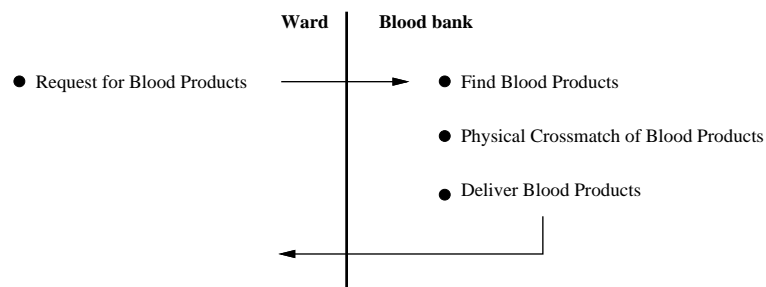 Ward Blood bank
Request for Blood Products Find Blood Products
Physical Crossmatch of Blood Products
Deliver Blood Products